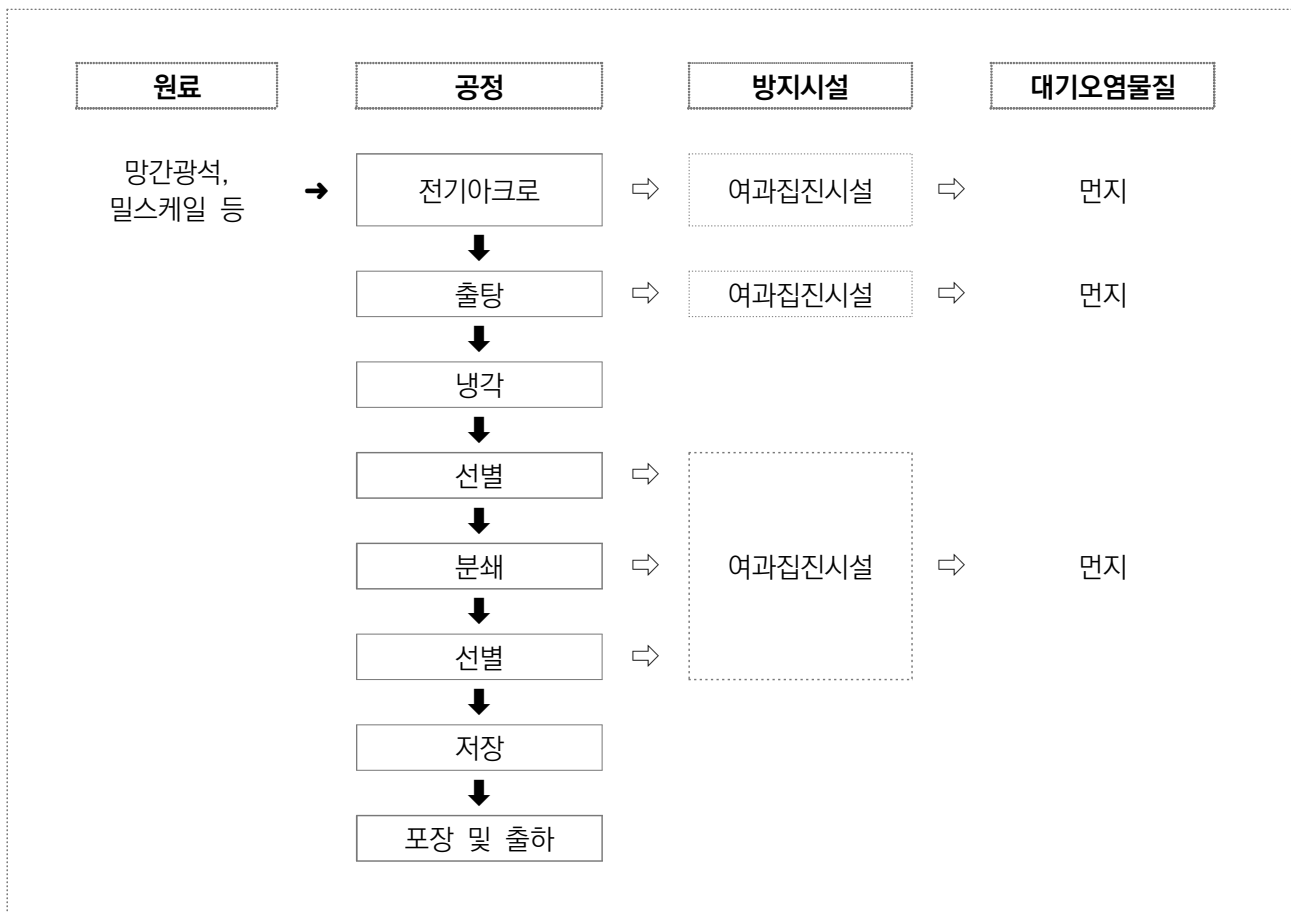 원료 공정 방지시설 대기오염물질
망간광석,
밀스케일 등
➜ 전기아크로 ⇨ 여과집진시설 ⇨ 먼지
출탕 ⇨ 여과집진시설 ⇨ 먼지
냉각
선별 ⇨
분쇄 ⇨ 여과집진시설 ⇨ 먼지
선별 ⇨
저장
포장 및 출하